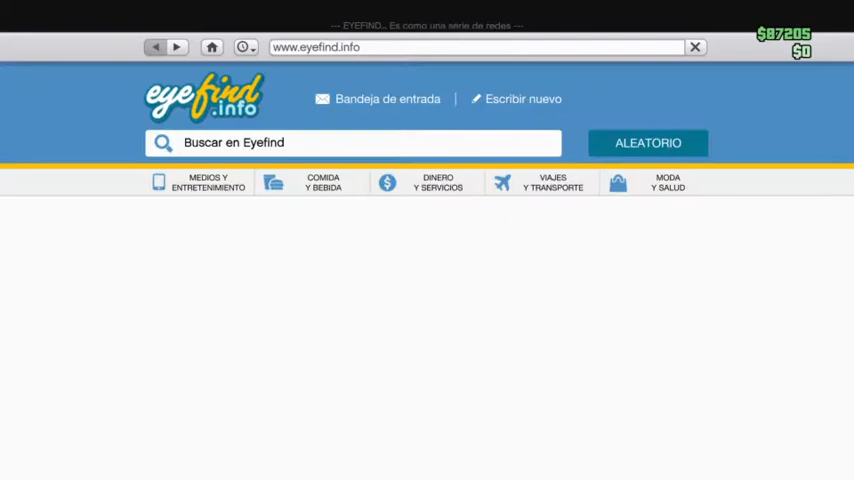 --- EYEFIND... Es como una serie de redes ---
$87205
www.eyefind.info
$0
eyefind
.info
Bandeja de entrada | Escribir nuevo
Buscar en Eyefind
ALEATORIO
MEDIOS Y
ENTRETENIMIENTO
COMIDA
Y BEBIDA
DINERO
Y SERVICIOS
VIAJES
Y TRANSPORTE
MODA
Y SALUD